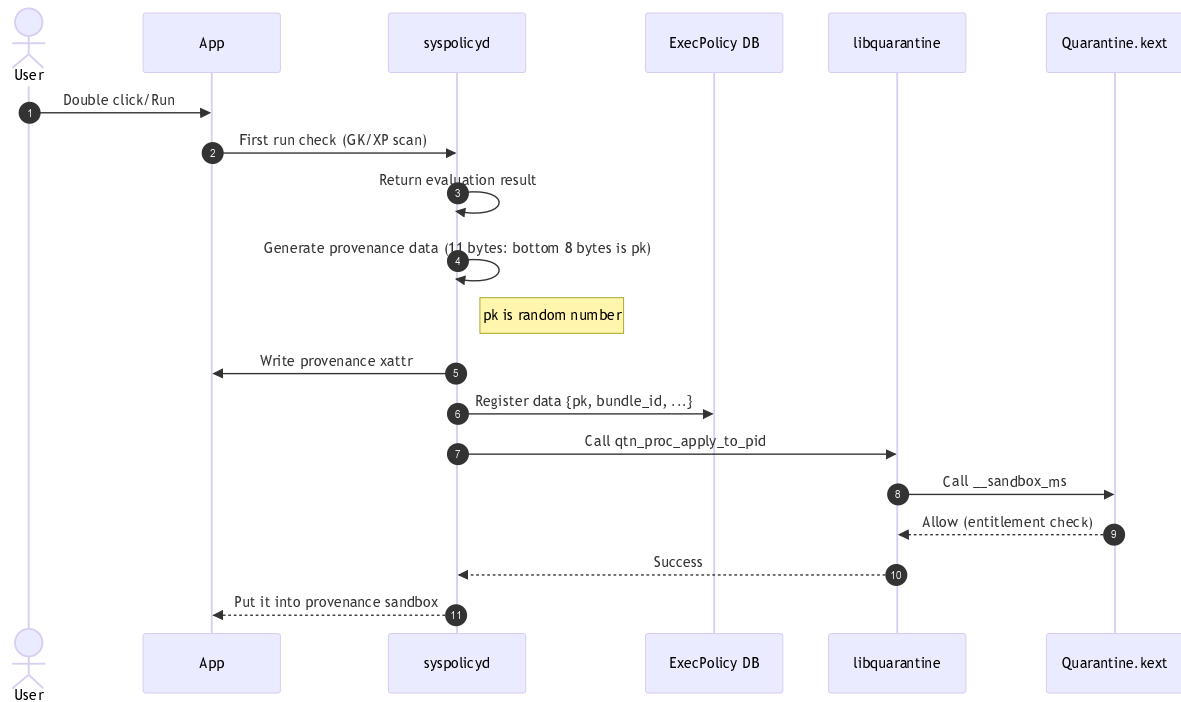 App
syspolicyd
ExecPolicy DB
libquarantine
Quarantine.kext
User
Double click/Run
1
First run check (GK/XP scan)
2
Return evaluation result
3
Generate provenance data (11 bytes: bottom 8 bytes is pk)
4
pk is random number
Write provenance xattr
5
Register data {pk, bundle_id, ...}
6
Call qtn_proc_apply_to_pid
7
Call __sandbox_ms
8
Allow (entitlement check)
9
Success
10
Put it into provenance sandbox
11
App
syspolicyd
ExecPolicy DB
libquarantine
Quarantine.kext
User